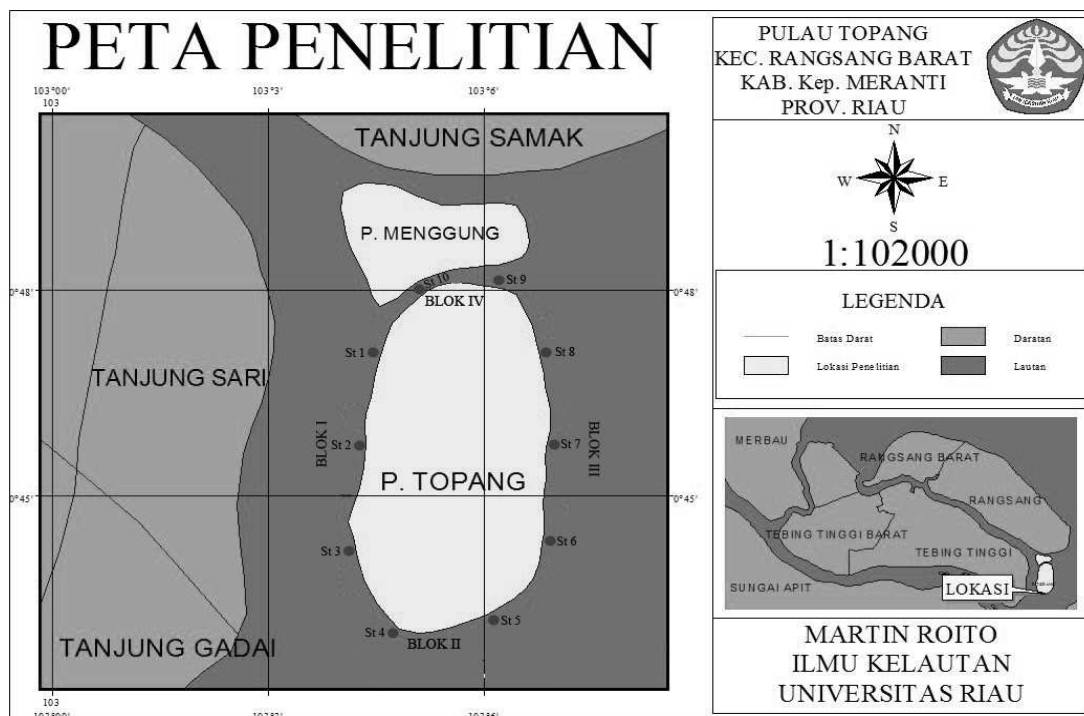 PETA PENELITIAN
103°00'
103°3'
103°6'
103
TANJUNG SAMAK
P. MENGGUNG
0°48'
St 10
St 9
BLOK IV
0°48'
St 1
St 8
TANJUNG SARI
BLOK I
St 2
St 7
BLOK III
P. TOPANG
0°45'
0°45'
St 3
St 6
St 5
St 4
BLOK II
TANJUNG GADAI
103
PULAU TOPANG
KEC. RANGSANG BARAT
KAB. Kep. MERANTI
PROV. RIAU
N
W
E
S
1:102000
LEGENDA
Batas Darat
Daratan
Lokasi Penelitian
Lautan
MERBAU
RANGSANG BARAT
RANGSANG
TEBING TINGGI BARAT
TEBING TINGGI
SUNGAI APIT
LOKASI
MARTIN ROITO
ILMU KELAUTAN
UNIVERSITAS RIAU